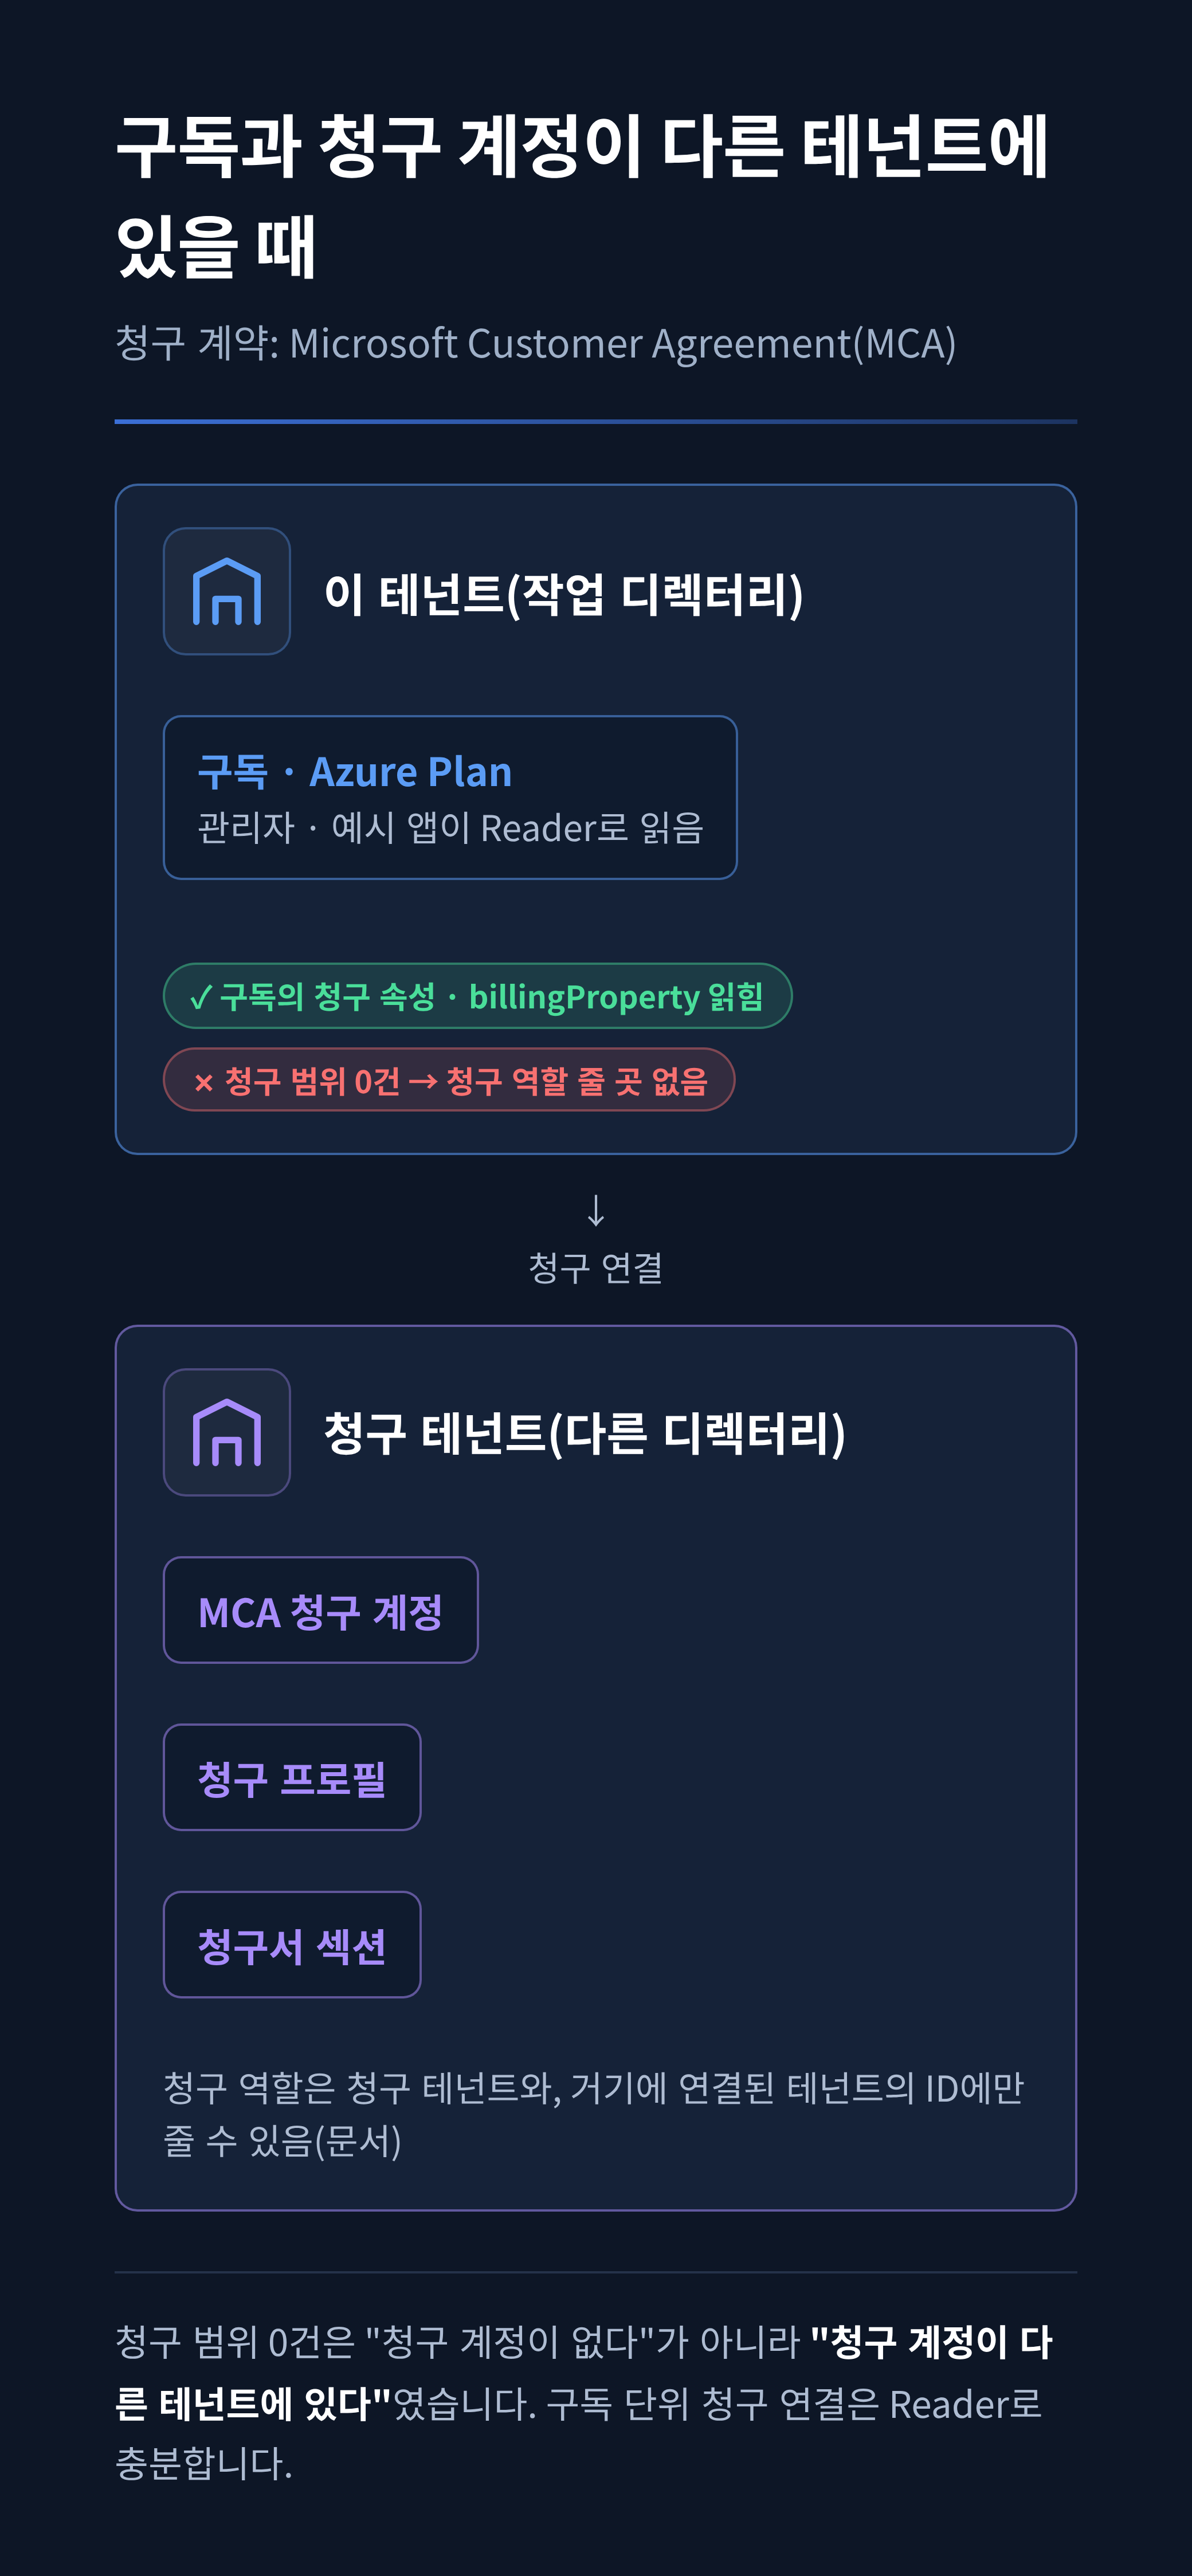 구독과 청구 계정이 다른 테넌트에
있을 때
청구 계약: Microsoft Customer Agreement(MCA)
이 테넌트(작업 디렉터리)
구독 · Azure Plan
관리자 · 예시 앱이 Reader로 읽음
✓ 구독의 청구 속성 · billingProperty 읽힘
× 청구 범위 0건 → 청구 역할 줄 곳 없음
↓
청구 연결
청구 테넌트(다른 디렉터리)
MCA 청구 계정
청구 프로필
청구서 섹션
청구 역할은 청구 테넌트와, 거기에 연결된 테넌트의 ID에만
줄 수 있음(문서)
청구 범위 0건은 "청구 계정이 없다"가 아니라 "청구 계정이 다
른 테넌트에 있다"였습니다. 구독 단위 청구 연결은 Reader로
충분합니다.